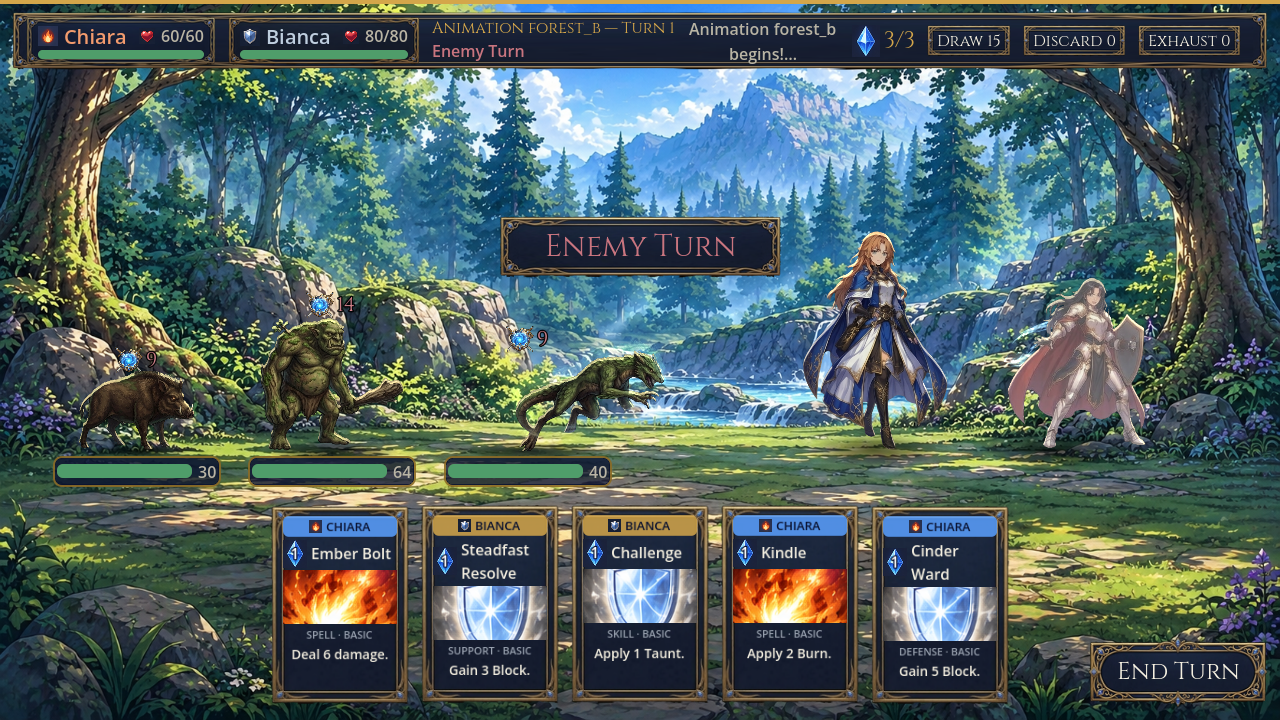 Chiara 60/60
Bianca 80/80
ANIMATION FOREST_B — TURN 1
Enemy Turn
Animation forest_b
begins!...
3/3
DRAW 15
DISCARD 0
EXHAUST 0
ENEMY TURN
14
9
9
30
64
40
CHIARA
1 Ember Bolt
SPELL · BASIC
Deal 6 damage.
BIANCA
1 Steadfast
Resolve
SUPPORT · BASIC
Gain 3 Block.
BIANCA
1 Challenge
SKILL · BASIC
Apply 1 Taunt.
CHIARA
1 Kindle
SPELL · BASIC
Apply 2 Burn.
CHIARA
1 Cinder
Ward
DEFENSE · BASIC
Gain 5 Block.
END TURN